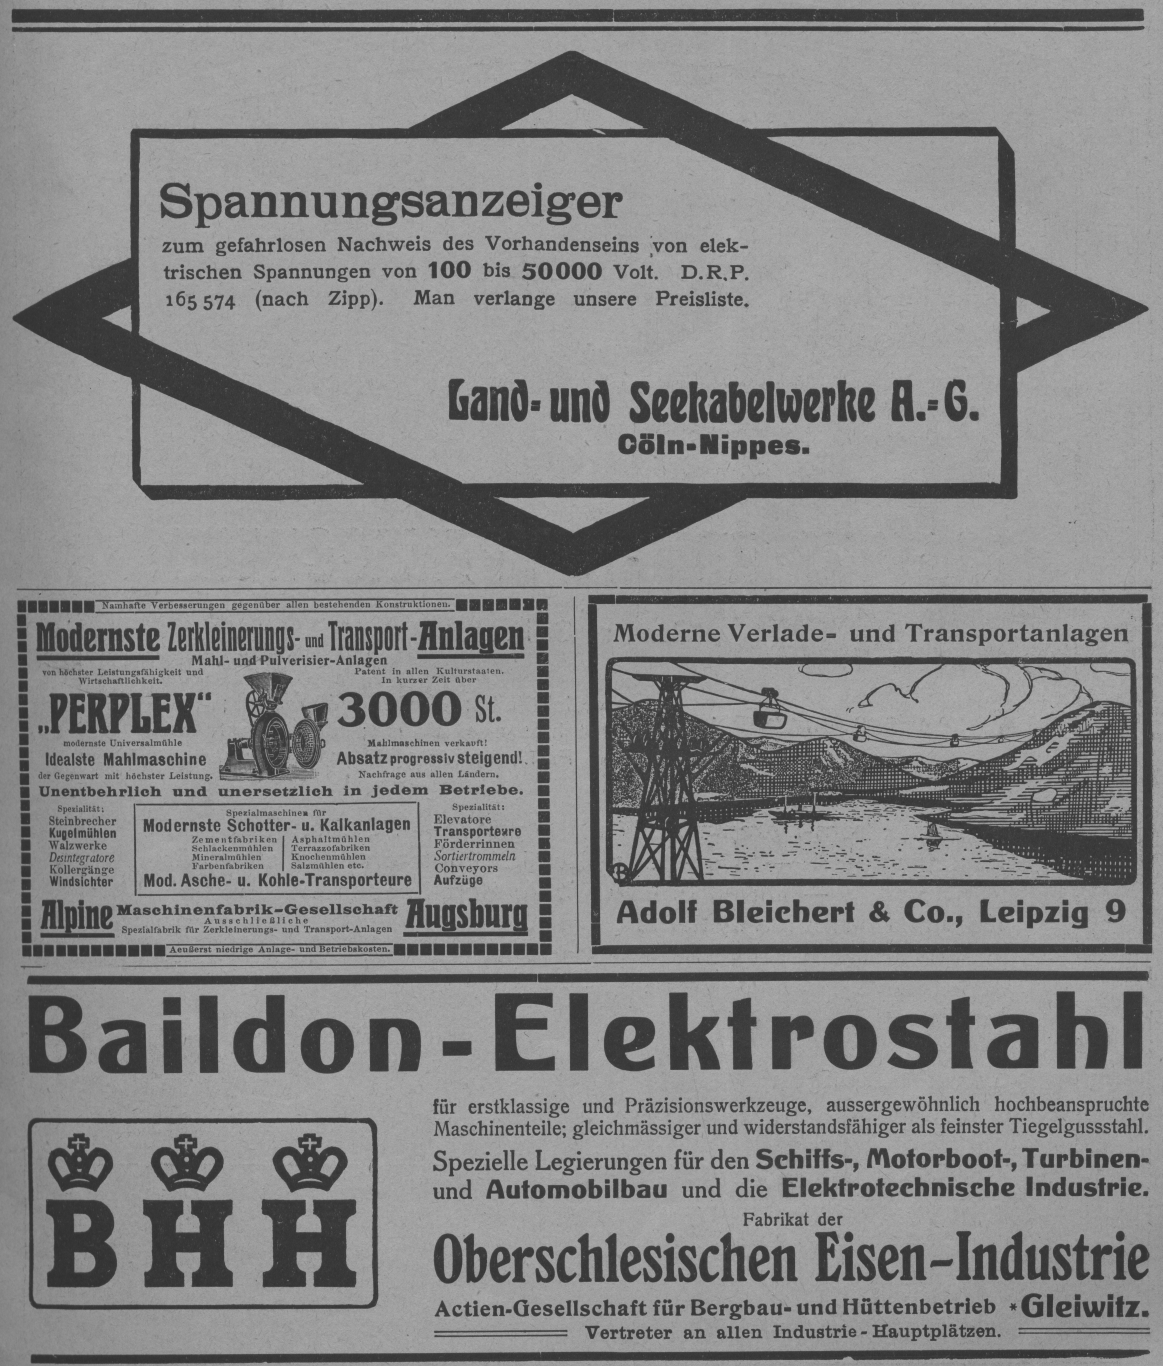 Spannungsanzeiger
zum gefahrlosen Nachweis des Vorhandenseins von elek-
trischen Spannungen von 100 bis 50000 Volt. D.R.P.
165 574 (nach Zipp). Man verlange unsere Preisliste.
Land- und Seekabelwerke A.-G.
Cöln-Nippes.
Namhafte Verbesserungen gegenüber allen bestehenden Konstruktionen.
Modernste Zerkleinerungs- und Transport-Anlagen
Mahl- und Pulverisier-Anlagen
von höchster Leistungsfähigkeit und
Wirtschaftlichkeit.
„PERPLEX“
modernste Universalmühle
Idealste Mahlmaschine
der Gegenwart mit höchster Leistung.
Patent in allen Kulturstaaten.
In kurzer Zeit über
3000 St.
Mahlmaschinen verkauft!
Absatz progressiv steigend!
Nachfrage aus allen Ländern.
Unentbehrlich und unersetzlich in jedem Betriebe.
Spezialität:
Steinbrecher
Kugelmühlen
Walzwerke
Desintegratore
Kollergänge
Windsichter
Spezialmaschinen für
Modernste Schotter- u. Kalkanlagen
Zementfabriken
Schlackenmühlen
Mineralmühlen
Farbenfabriken
Asphaltmühlen
Terrazofabriken
Knochenmühlen
Salzmühlen etc.
Mod. Asche- u. Kohle-Transporteure
Spezialität:
Elevatore
Transporteure
Förderrinnen
Sortiertrommeln
Conveyors
Aufzüge
Alpine Maschinenfabrik-Gesellschaft Augsburg
Ausschließliche
Spezialfabrik für Zerkleinerungs- und Transport-Anlagen
Aeußerst niedrige Anlage- und Betriebskosten.
Moderne Verlade- und Transportanlagen
B
Adolf Bleichert & Co., Leipzig 9
Baildon-Elektrostahl
für erstklassige und Präzisionswerkzeuge, aussergewöhnlich hochbeanspruchte
Maschinenteile; gleichmässiger und widerstandsfähiger als feinster Tiegelgussstahl.
Spezielle Legierungen für den Schiffs-, Motorboot-, Turbinen-
und Automobilbau und die Elektrotechnische Industrie.
BHH
Fabrikat der
Oberschlesischen Eisen-Industrie
Actien-Gesellschaft für Bergbau- und Hüttenbetrieb * Gleiwitz.
Vertreter an allen Industrie-Hauptplätzen.